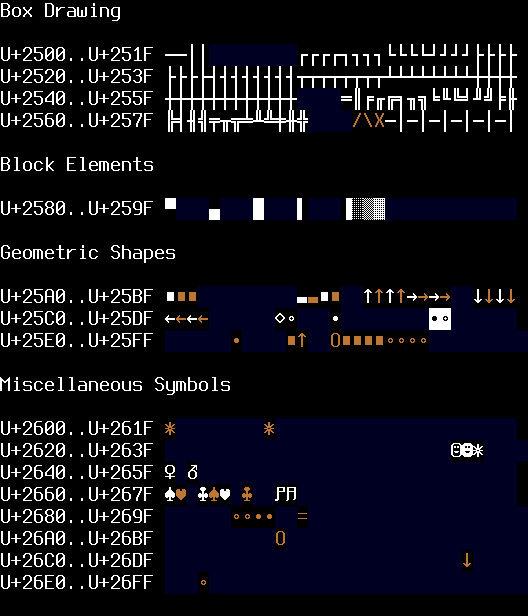 Box Drawing
U+2500..U+251F
U+2520..U+253F
U+2540..U+255F
U+2560..U+257F
Block Elements
U+2580..U+259F
Geometric Shapes
U+25A0..U+25BF
U+25C0..U+25DF
U+25E0..U+25FF
Miscellaneous Symbols
U+2600..U+261F
U+2620..U+263F
U+2640..U+265F
U+2660..U+267F
U+2680..U+269F
U+26A0..U+26BF
U+26C0..U+26DF
U+26E0..U+26FF